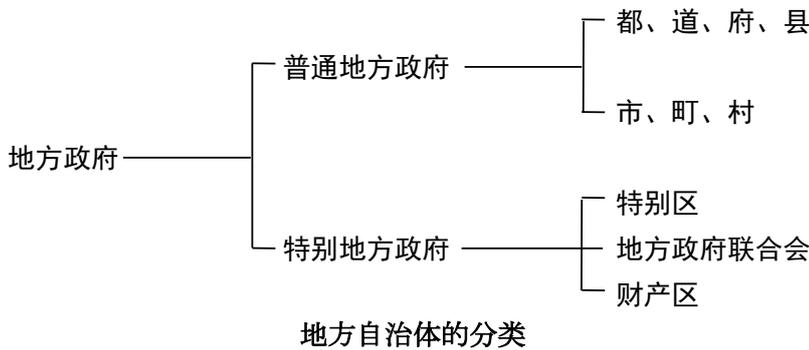 都、道、府、县
普通地方政府
市、町、村
地方政府
特别区
特别地方政府
地方政府联合会
财产区
地方自治体的分类